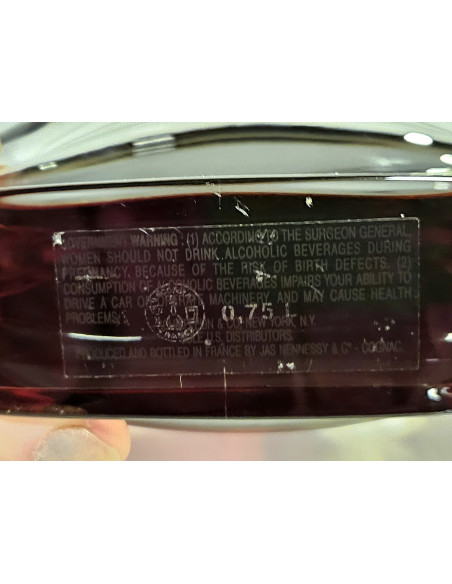 GOVERNMENT WARNING: (1) ACCORDING TO THE SURGEON GENERAL
WOMEN SHOULD NOT DRINK ALCOHOLIC BEVERAGES DURING
PREGNANCY, BECAUSE OF THE RISK OF BIRTH DEFECTS. (2)
CONSUMPTION OF ALCOHOLIC BEVERAGES IMPAIRS YOUR ABILITY TO
DRIVE A CAR OR MACHINERY AND MAY CAUSE HEALTH
PROBLEMS.
0.75 L
& CO NEW YORK, N.Y.
U.S. DISTRIBUTORS
PRODUCED AND BOTTLED IN FRANCE BY JAS HENNESSY & Cº - COGNAC